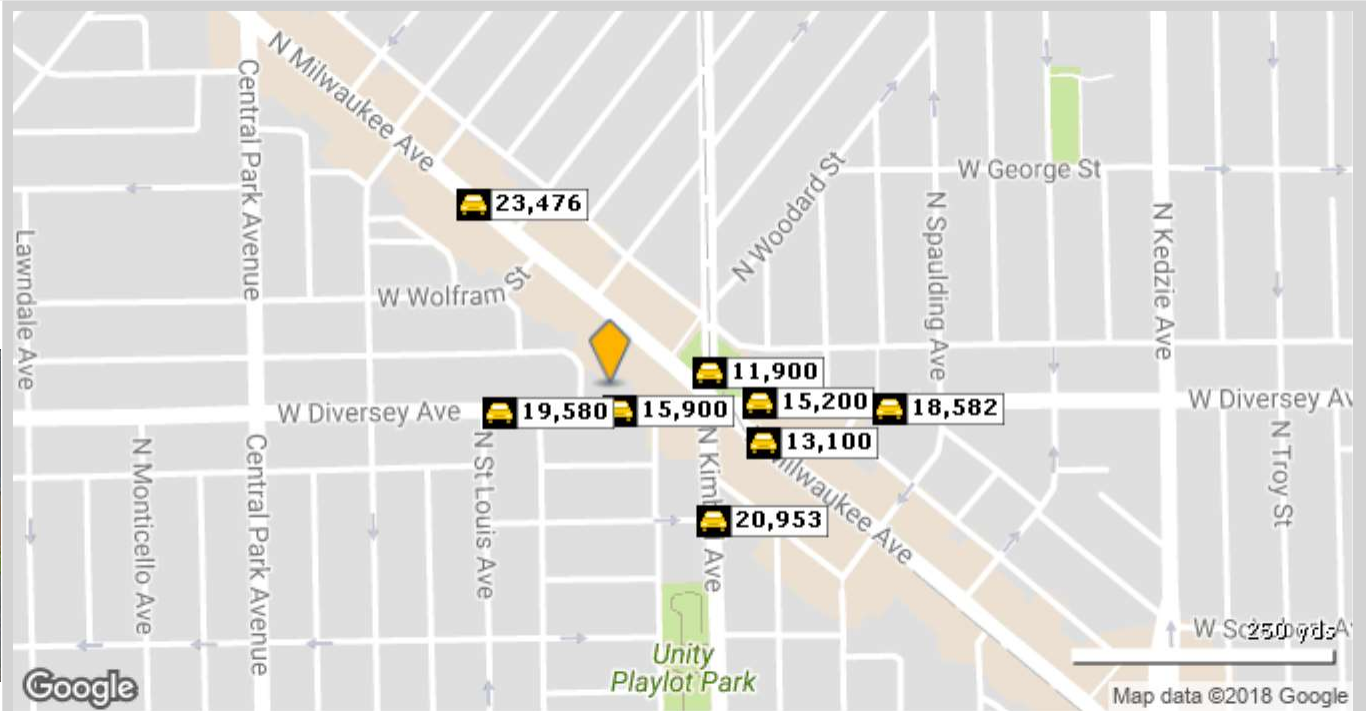 N Milwaukee Ave
Central Park Avenue
W George St
N Woodard St
N Spaulding Ave
N Kedzie Ave
23,476
Lawndale Ave
W Wolfram St
11,900
15,200
18,582
W Diversey Ave
19,580
15,900
W Diversey Av
13,100
N Monticello Ave
Central Park Avenue
N St Louis Ave
N Kimb
Ave
Milwaukee Ave
N Troy St
20,953
W
250 yds
Unity
Playlot Park
Google
Map data ©2018 Google